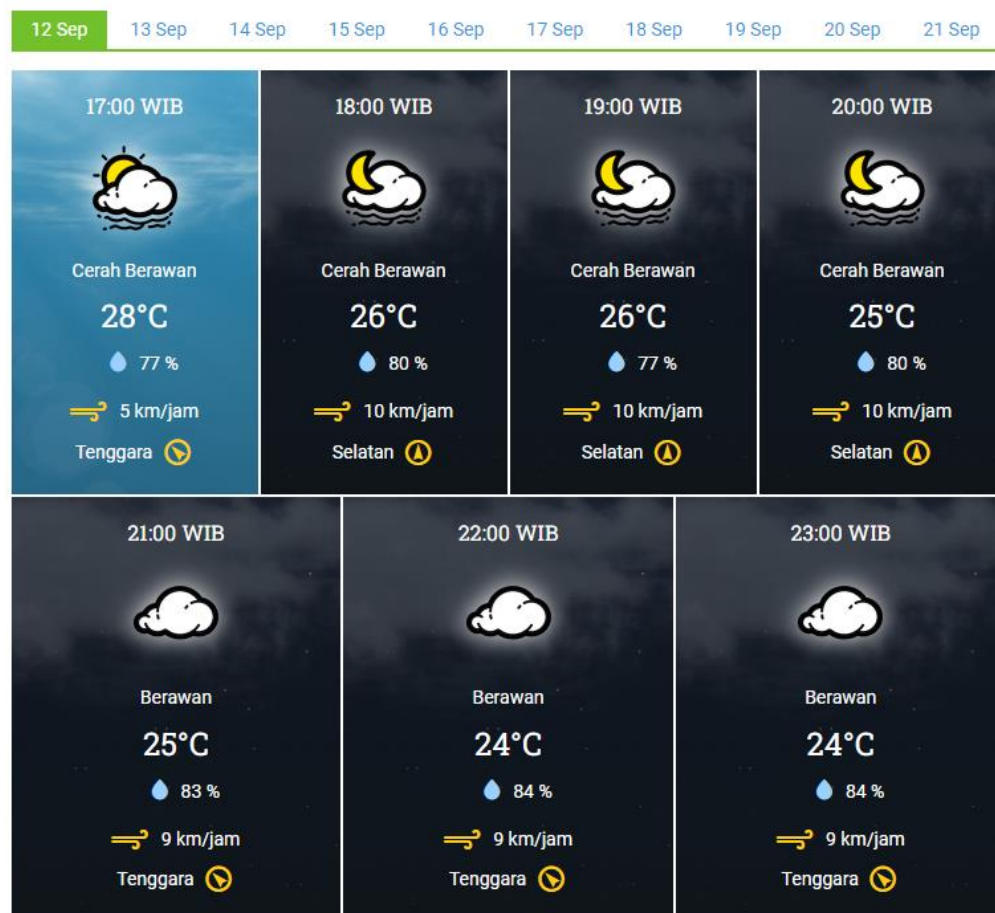 12 Sep 13 Sep 14 Sep 15 Sep 16 Sep 17 Sep 18 Sep 19 Sep 20 Sep 21 Sep
17:00 WIB 18:00 WIB 19:00 WIB 20:00 WIB
Cerah Berawan Cerah Berawan Cerah Berawan Cerah Berawan
28°C 26°C 26°C 25°C
77 % 80 % 77 % 80 %
5 km/jam 10 km/jam 10 km/jam 10 km/jam
Tenggara Selatan Selatan Selatan
21:00 WIB 22:00 WIB 23:00 WIB
Berawan Berawan Berawan
25°C 24°C 24°C
83 % 84 % 84 %
9 km/jam 9 km/jam 9 km/jam
Tenggara Tenggara Tenggara